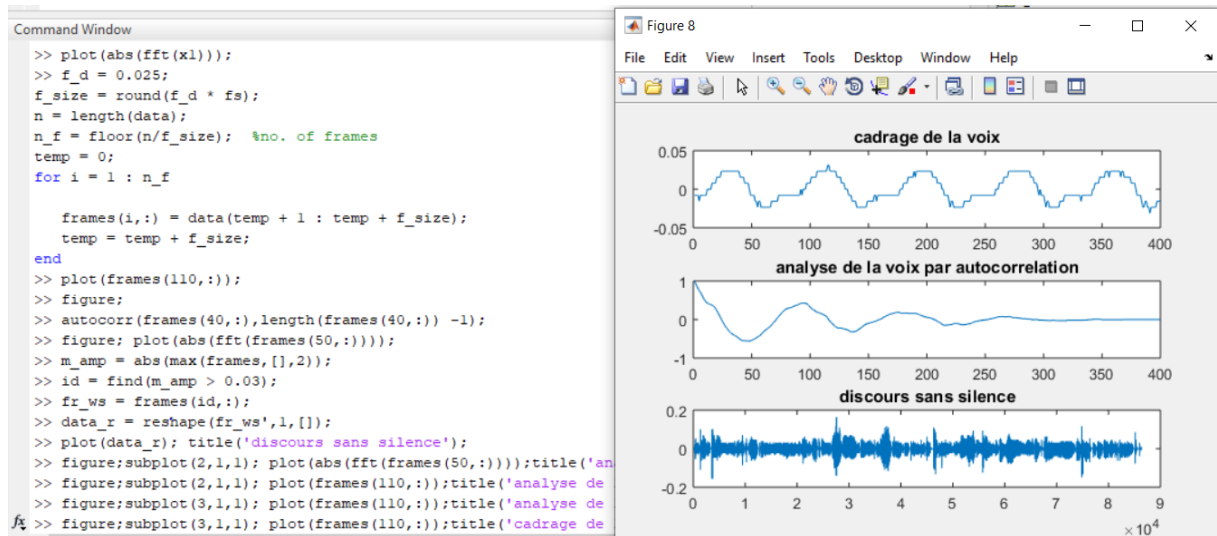 Command Window
>> plot(abs(fft(x1)));
>> f_d = 0.025;
f_size = round(f_d * fs);
n = length(data);
n_f = floor(n/f_size);  %no. of frames
temp = 0;
for i = 1 : n_f
frames(i,:) = data(temp + 1 : temp + f_size);
temp = temp + f_size;
end
>> plot(frames(110,:));
>> figure;
>> autocorr(frames(40,:),length(frames(40,:)) -1);
>> figure; plot(abs(fft(frames(50,:))));
>> m_amp = abs(max(frames,[],2));
>> id = find(m_amp > 0.03);
>> fr_ws = frames(id,:);
>> data_r = reshape(fr_ws',1,[]);
>> plot(data_r); title('discours sans silence');
>> figure;subplot(2,1,1); plot(abs(fft(frames(50,:))));title('an
>> figure;subplot(2,1,1); plot(frames(110,:));title('analyse de
>> figure;subplot(3,1,1); plot(frames(110,:));title('analyse de
fx >> figure;subplot(3,1,1); plot(frames(110,:));title('cadrage de
Figure 8
File Edit View Insert Tools Desktop Window Help
cadrage de la voix
0.05
0
-0.05
0 50 100 150 200 250 300 350 400
analyse de la voix par autocorrelation
1
0
-1
0 50 100 150 200 250 300 350 400
discours sans silence
0.2
0
-0.2
0 1 2 3 4 5 6 7 8 9
×10^4